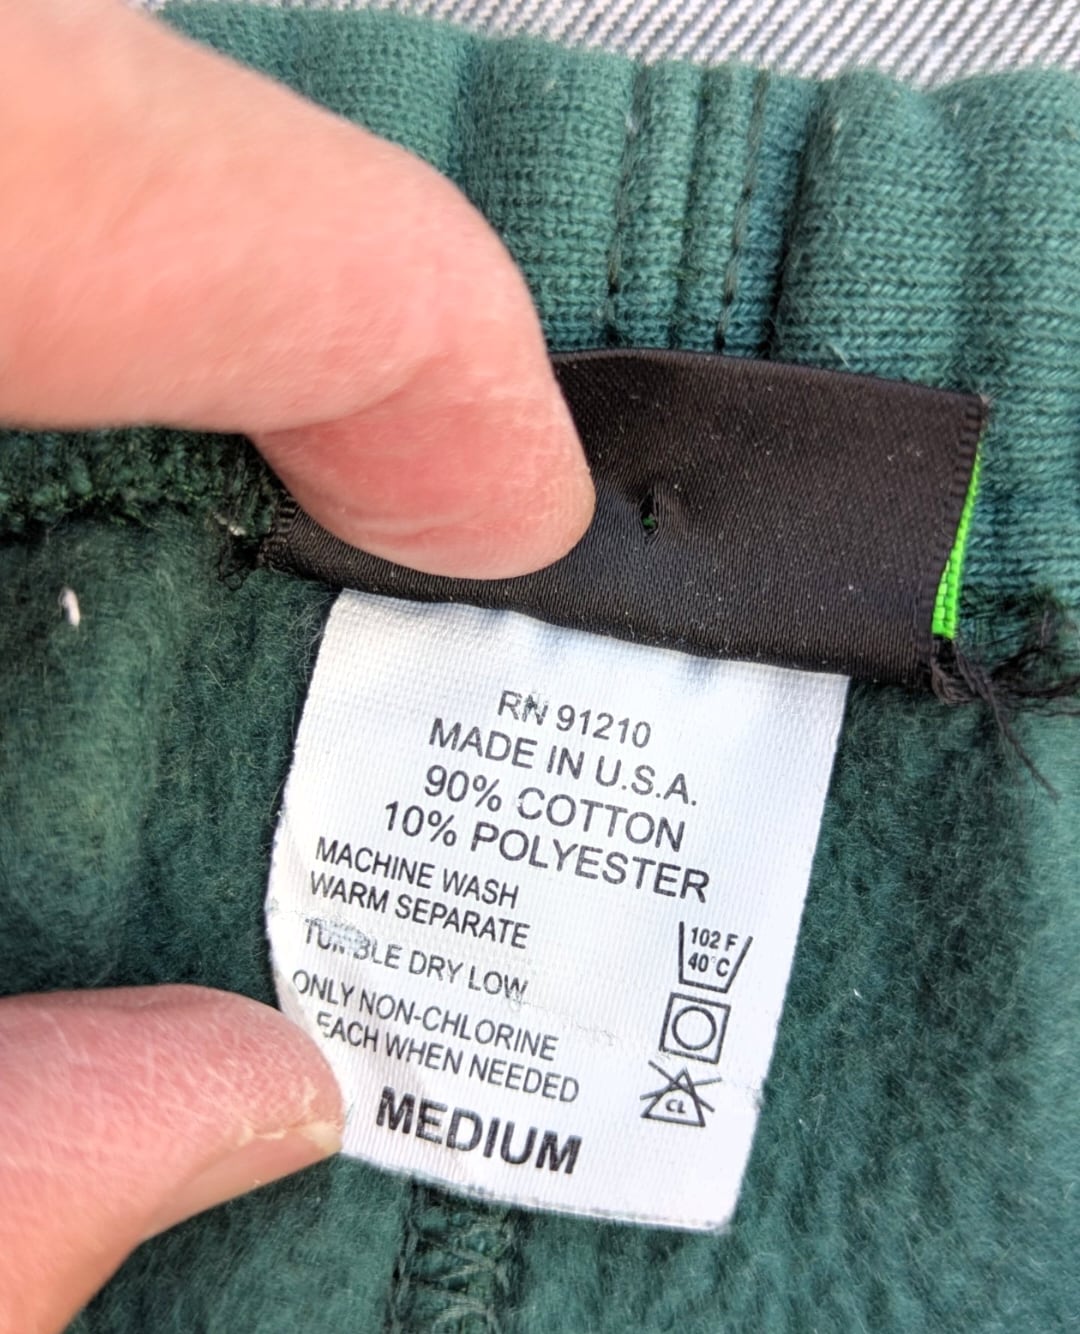 RN 91210
MADE IN U.S.A.
90% COTTON
10% POLYESTER
MACHINE WASH
WARM SEPARATE
TUMBLE DRY LOW
ONLY NON-CHLORINE
EACH WHEN NEEDED
MEDIUM
102 F
40°C
CL